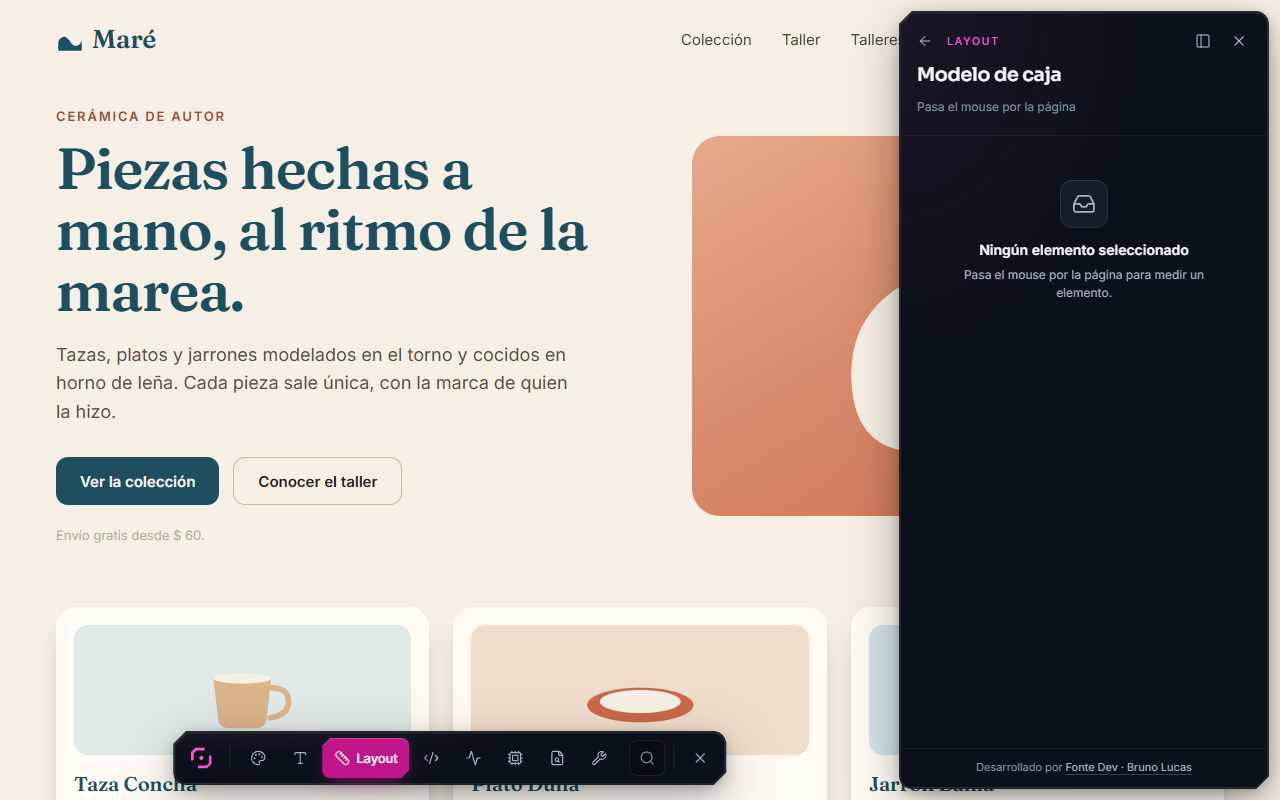 Maré
Colección
Taller
Talleres
CERÁMICA DE AUTOR
Piezas hechas a
mano, al ritmo de la
marea.
Tazas, platos y jarrones modelados en el torno y cocidos en
horno de leña. Cada pieza sale única, con la marca de quien
la hizo.
Ver la colección
Conocer el taller
Envío gratis desde $ 60.
Taza Concha
Plato Duna
LAYOUT
Modelo de caja
Pasa el mouse por la página
Ningún elemento seleccionado
Pasa el mouse por la página para medir un
elemento.
Desarrollado por Fonte Dev · Bruno Lucas
Layout